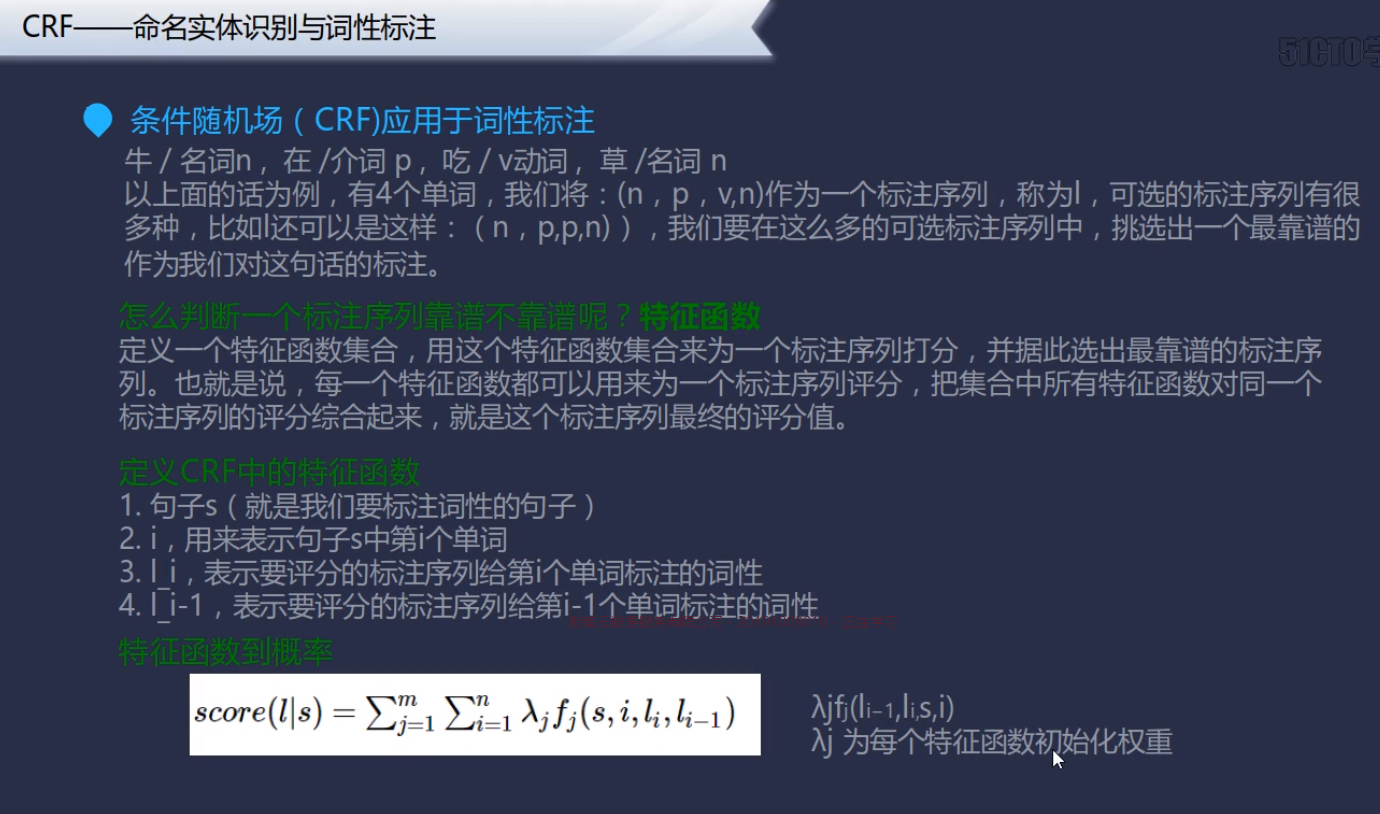 CRF——命名实体识别与词性标注
51CTO学
条件随机场（CRF)应用于词性标注
牛 / 名词n ，在 /介词 p ，吃 / v动词 ，草 /名词 n
以上面的话为例，有4个单词，我们将：(n，p，v,n)作为一个标注序列，称为l，可选的标注序列有很
多种，比如l还可以是这样：（n，p,p,n)），我们要在这么多的可选标注序列中，挑选出一个最靠谱的
作为我们对这句话的标注。
怎么判断一个标注序列靠谱不靠谱呢？特征函数
定义一个特征函数集合，用这个特征函数集合来为一个标注序列打分，并据此选出最靠谱的标注序
列。也就是说，每一个特征函数都可以用来为一个标注序列评分，把集合中所有特征函数对同一个
标注序列的评分综合起来，就是这个标注序列最终的评分值。
定义CRF中的特征函数
1. 句子s（就是我们要标注词性的句子）
2. i，用来表示句子s中第i个单词
3. l_i，表示要评分的标注序列给第i个单词标注的词性
4. l_i-1，表示要评分的标注序列给第i-1个单词标注的词性
特征函数到概率
score(l|s) = ∑_{j=1}^{m} ∑_{i=1}^{n} λ_j f_j(s, i, l_i, l_{i−1})
λjfj(li−1,li,s,i)
λj 为每个特征函数初始化权重